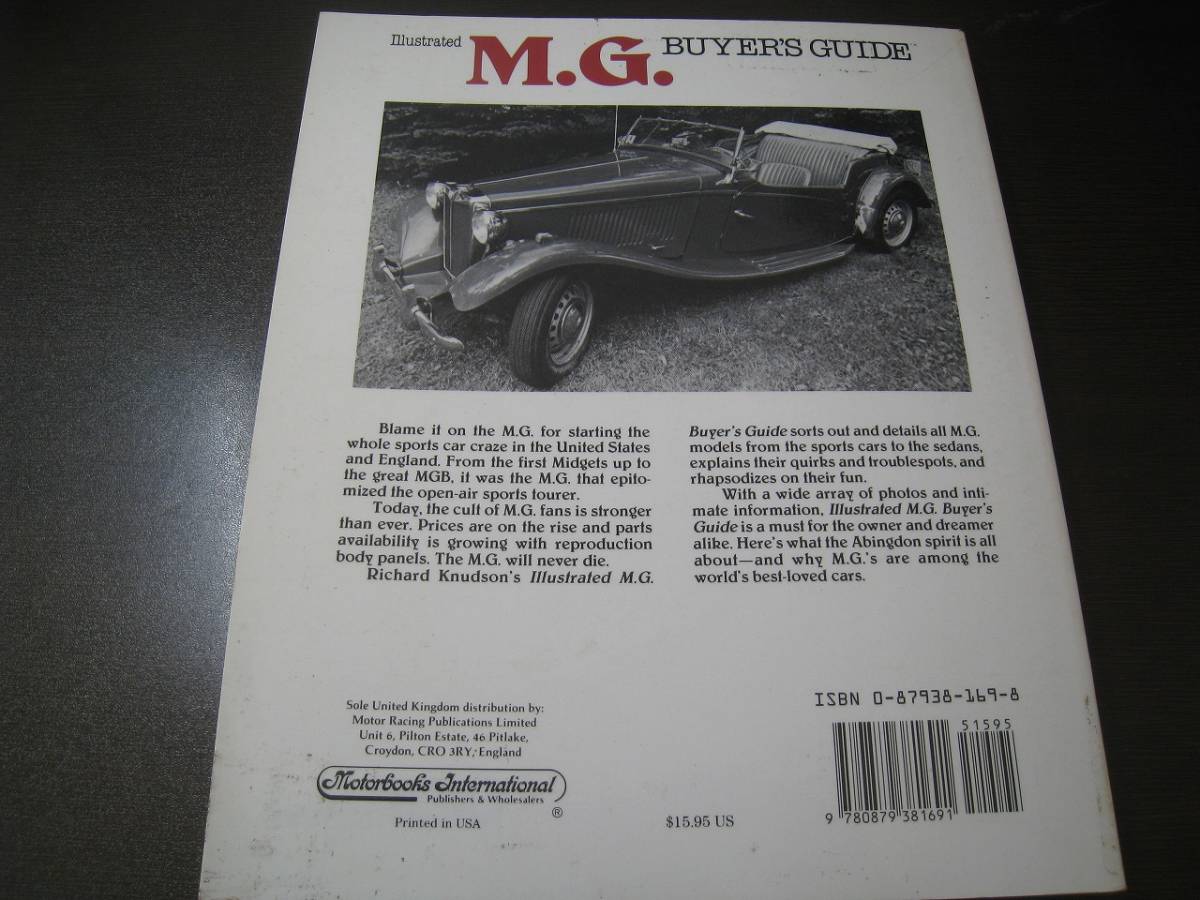 Illustrated M.G. BUYER'S GUIDE
Blame it on the M.G. for starting the
whole sports car craze in the United States
and England. From the first Midgets up to
the great MGB, it was the M.G. that epito-
mized the open-air sports tourer.
Today, the cult of M.G. fans is stronger
than ever. Prices are on the rise and parts
availability is growing with reproduction
body panels. The M.G. will never die.
Richard Knudson's Illustrated M.G.
Buyer's Guide sorts out and details all M.G.
models from the sports cars to the sedans,
explains their quirks and troublespots, and
rhapsodizes on their fun.
With a wide array of photos and inti-
mate information, Illustrated M.G. Buyer's
Guide is a must for the owner and dreamer
alike. Here's what the Abingdon spirit is all
about—and why M.G.'s are among the
world's best-loved cars.
Sole United Kingdom distribution by:
Motor Racing Publications Limited
Unit 6, Pilton Estate, 46 Pitlake,
Croydon, CRO 3RY, England
Motorbooks International
Publishers & Wholesalers
®
Printed in USA
$15.95 US
ISBN 0-87938-169-8
51595
9 780879 381691